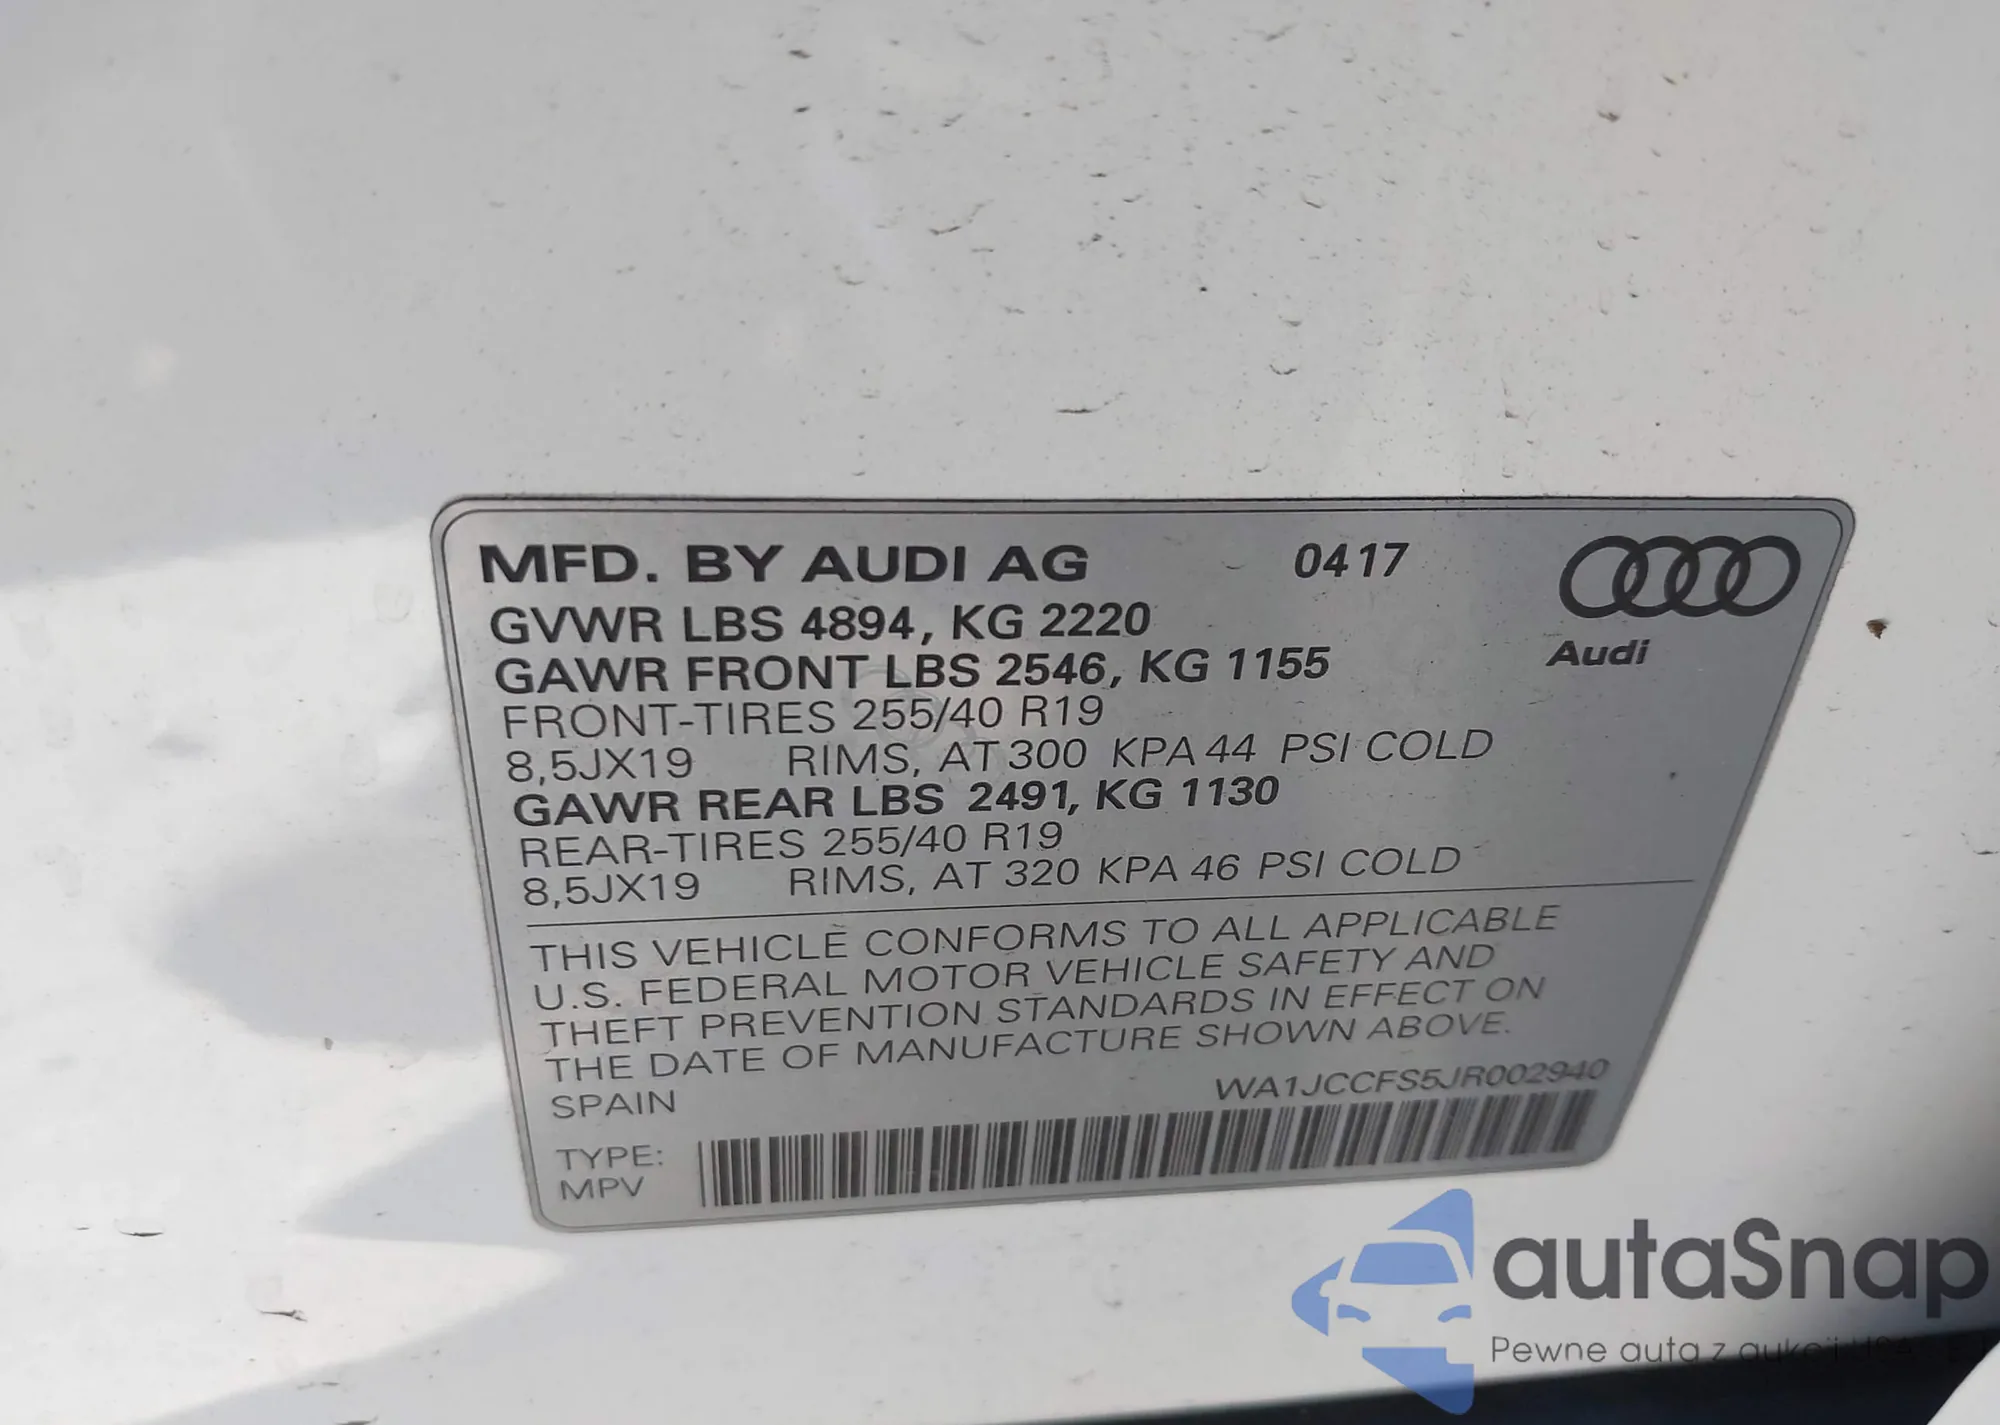 MFD. BY AUDI AG 0417
GVWR LBS 4894, KG 2220
GAWR FRONT LBS 2546, KG 1155
Audi
FRONT-TIRES 255/40 R19
8,5JX19 RIMS, AT 300 KPA 44 PSI COLD
GAWR REAR LBS 2491, KG 1130
REAR-TIRES 255/40 R19
8,5JX19 RIMS, AT 320 KPA 46 PSI COLD
THIS VEHICLE CONFORMS TO ALL APPLICABLE
U.S. FEDERAL MOTOR VEHICLE SAFETY AND
THEFT PREVENTION STANDARDS IN EFFECT ON
THE DATE OF MANUFACTURE SHOWN ABOVE.
SPAIN WA1JCCFS5JR002940
TYPE:
MPV
autaSnap
Pewne auta z aukcji